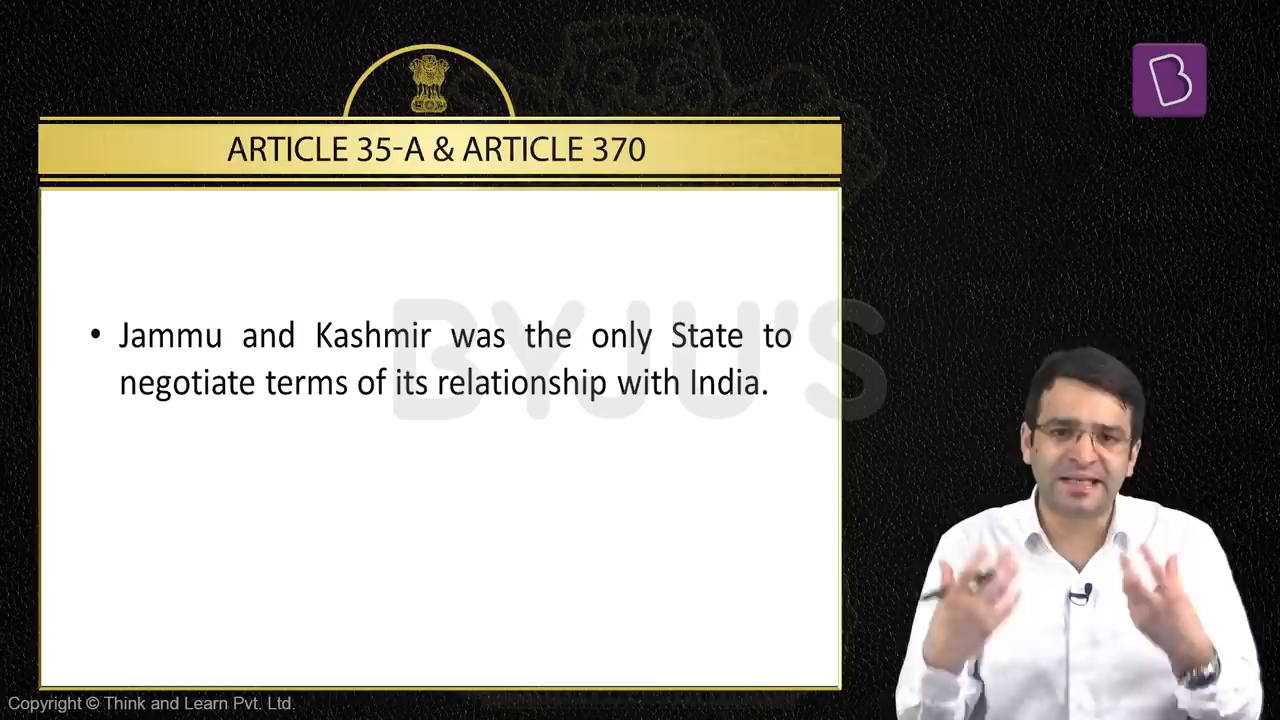 ARTICLE 35-A & ARTICLE 370
• Jammu and Kashmir was the only State to
negotiate terms of its relationship with India.
BYJU'S
Copyright © Think and Learn Pvt. Ltd.